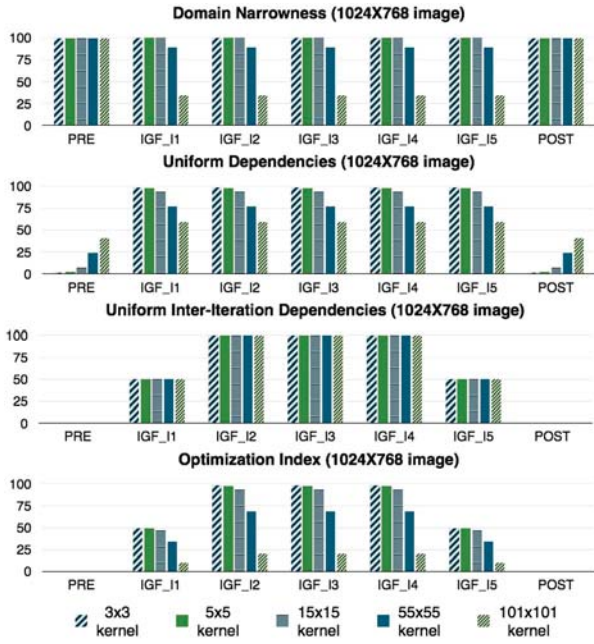 Domain Narrowness (1024X768 image)
100
75
50
25
0
PRE IGF_I1 IGF_I2 IGF_I3 IGF_I4 IGF_I5 POST
Uniform Dependencies (1024X768 image)
100
75
50
25
0
PRE IGF_I1 IGF_I2 IGF_I3 IGF_I4 IGF_I5 POST
Uniform Inter-Iteration Dependencies (1024X768 image)
100
75
50
25
0
PRE IGF_I1 IGF_I2 IGF_I3 IGF_I4 IGF_I5 POST
Optimization Index (1024X768 image)
100
75
50
25
0
PRE IGF_I1 IGF_I2 IGF_I3 IGF_I4 IGF_I5 POST
3x3 5x5 15x15 55x55 101x101
kernel kernel kernel kernel kernel